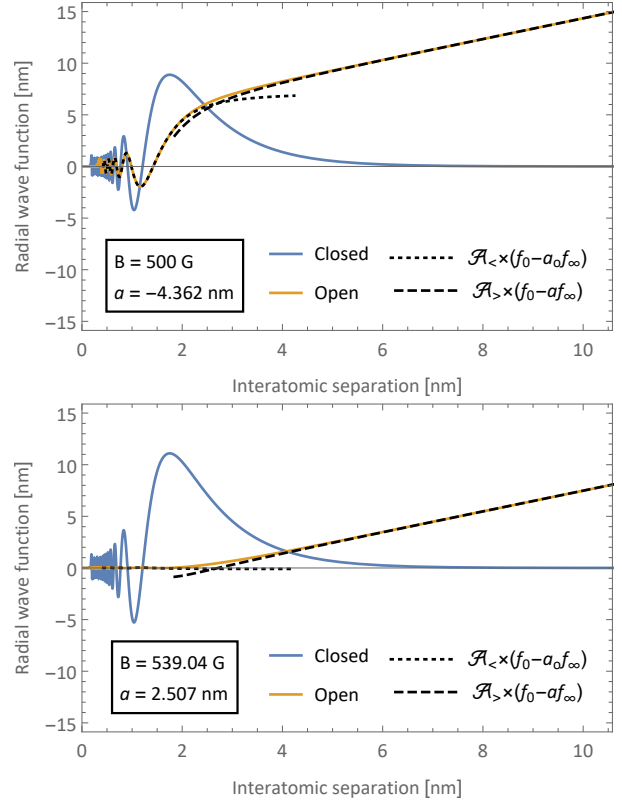 Radial wave function [nm]
15
10
5
0
−5
−10
−15
B = 500 G
a = −4.362 nm
Closed
Open
𝒜<×(f0−aof∞)
𝒜>×(f0−af∞)
0 2 4 6 8 10
Interatomic separation [nm]
Radial wave function [nm]
15
10
5
0
−5
−10
−15
B = 539.04 G
a = 2.507 nm
Closed
Open
𝒜<×(f0−aof∞)
𝒜>×(f0−af∞)
0 2 4 6 8 10
Interatomic separation [nm]